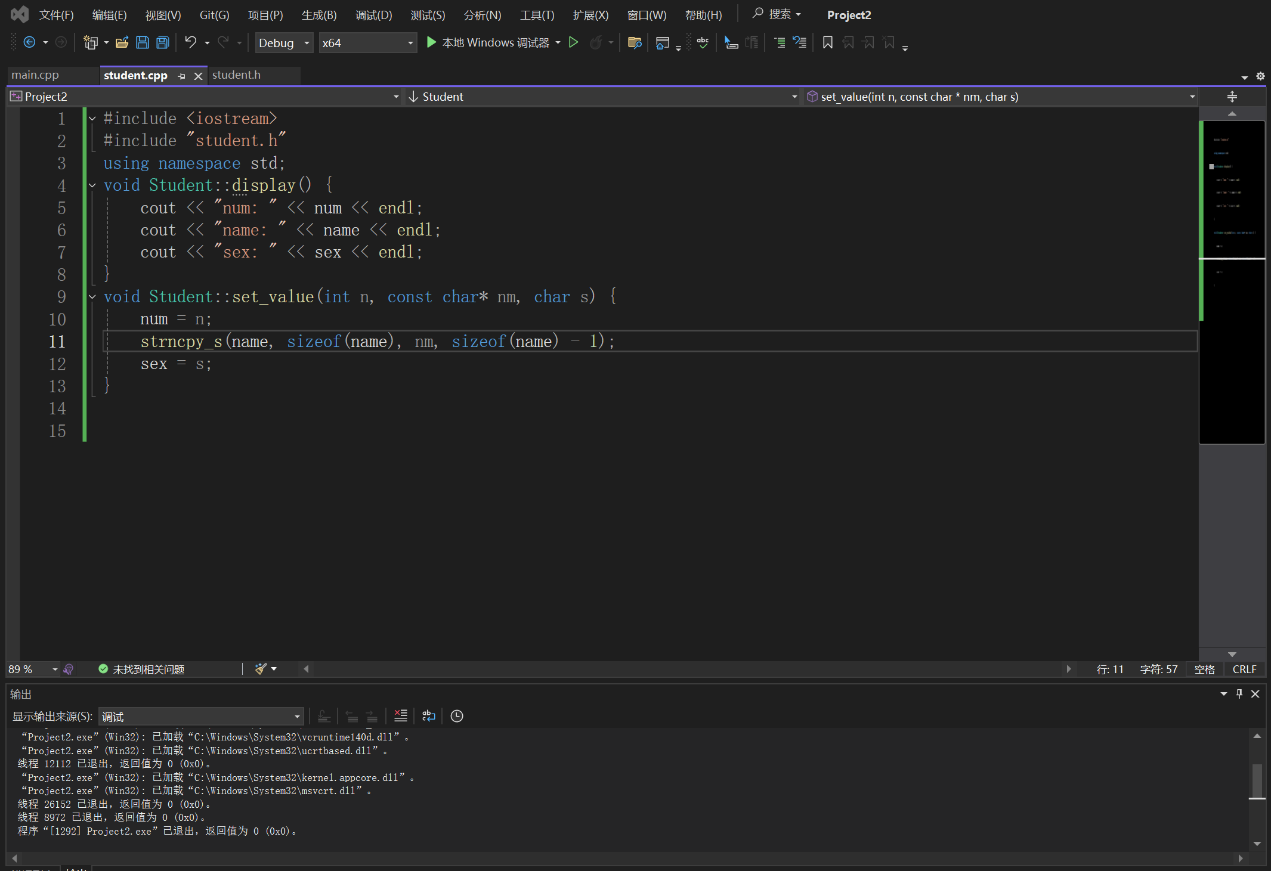 文件(F) 编辑(E) 视图(V) Git(G) 项目(P) 生成(B) 调试(D) 测试(S) 分析(N) 工具(T) 扩展(X) 窗口(W) 帮助(H) 搜索 Project2
Debug x64 本地 Windows 调试器
main.cpp student.cpp student.h
Project2 Student set_value(int n, const char * nm, char s)
1 #include <iostream>
2 #include "student.h"
3 using namespace std;
4 void Student::display() {
5 cout << "num: " << num << endl;
6 cout << "name: " << name << endl;
7 cout << "sex: " << sex << endl;
8 }
9 void Student::set_value(int n, const char* nm, char s) {
10 num = n;
11 strncpy_s(name, sizeof(name), nm, sizeof(name) - 1);
12 sex = s;
13 }
14
15
89 % 未找到相关问题 行: 11 字符: 57 空格 CRLF
输出
显示输出来源(S): 调试
“Project2.exe”(Win32): 已加载“C:\Windows\System32\vcruntime140d.dll”。
“Project2.exe”(Win32): 已加载“C:\Windows\System32\ucrtbased.dll”。
线程 12112 已退出，返回值为 0 (0x0)。
“Project2.exe”(Win32): 已加载“C:\Windows\System32\kernel.appcore.dll”。
“Project2.exe”(Win32): 已加载“C:\Windows\System32\msvcrt.dll”。
线程 26152 已退出，返回值为 0 (0x0)。
线程 8972 已退出，返回值为 0 (0x0)。
程序“[1292] Project2.exe”已退出，返回值为 0 (0x0)。